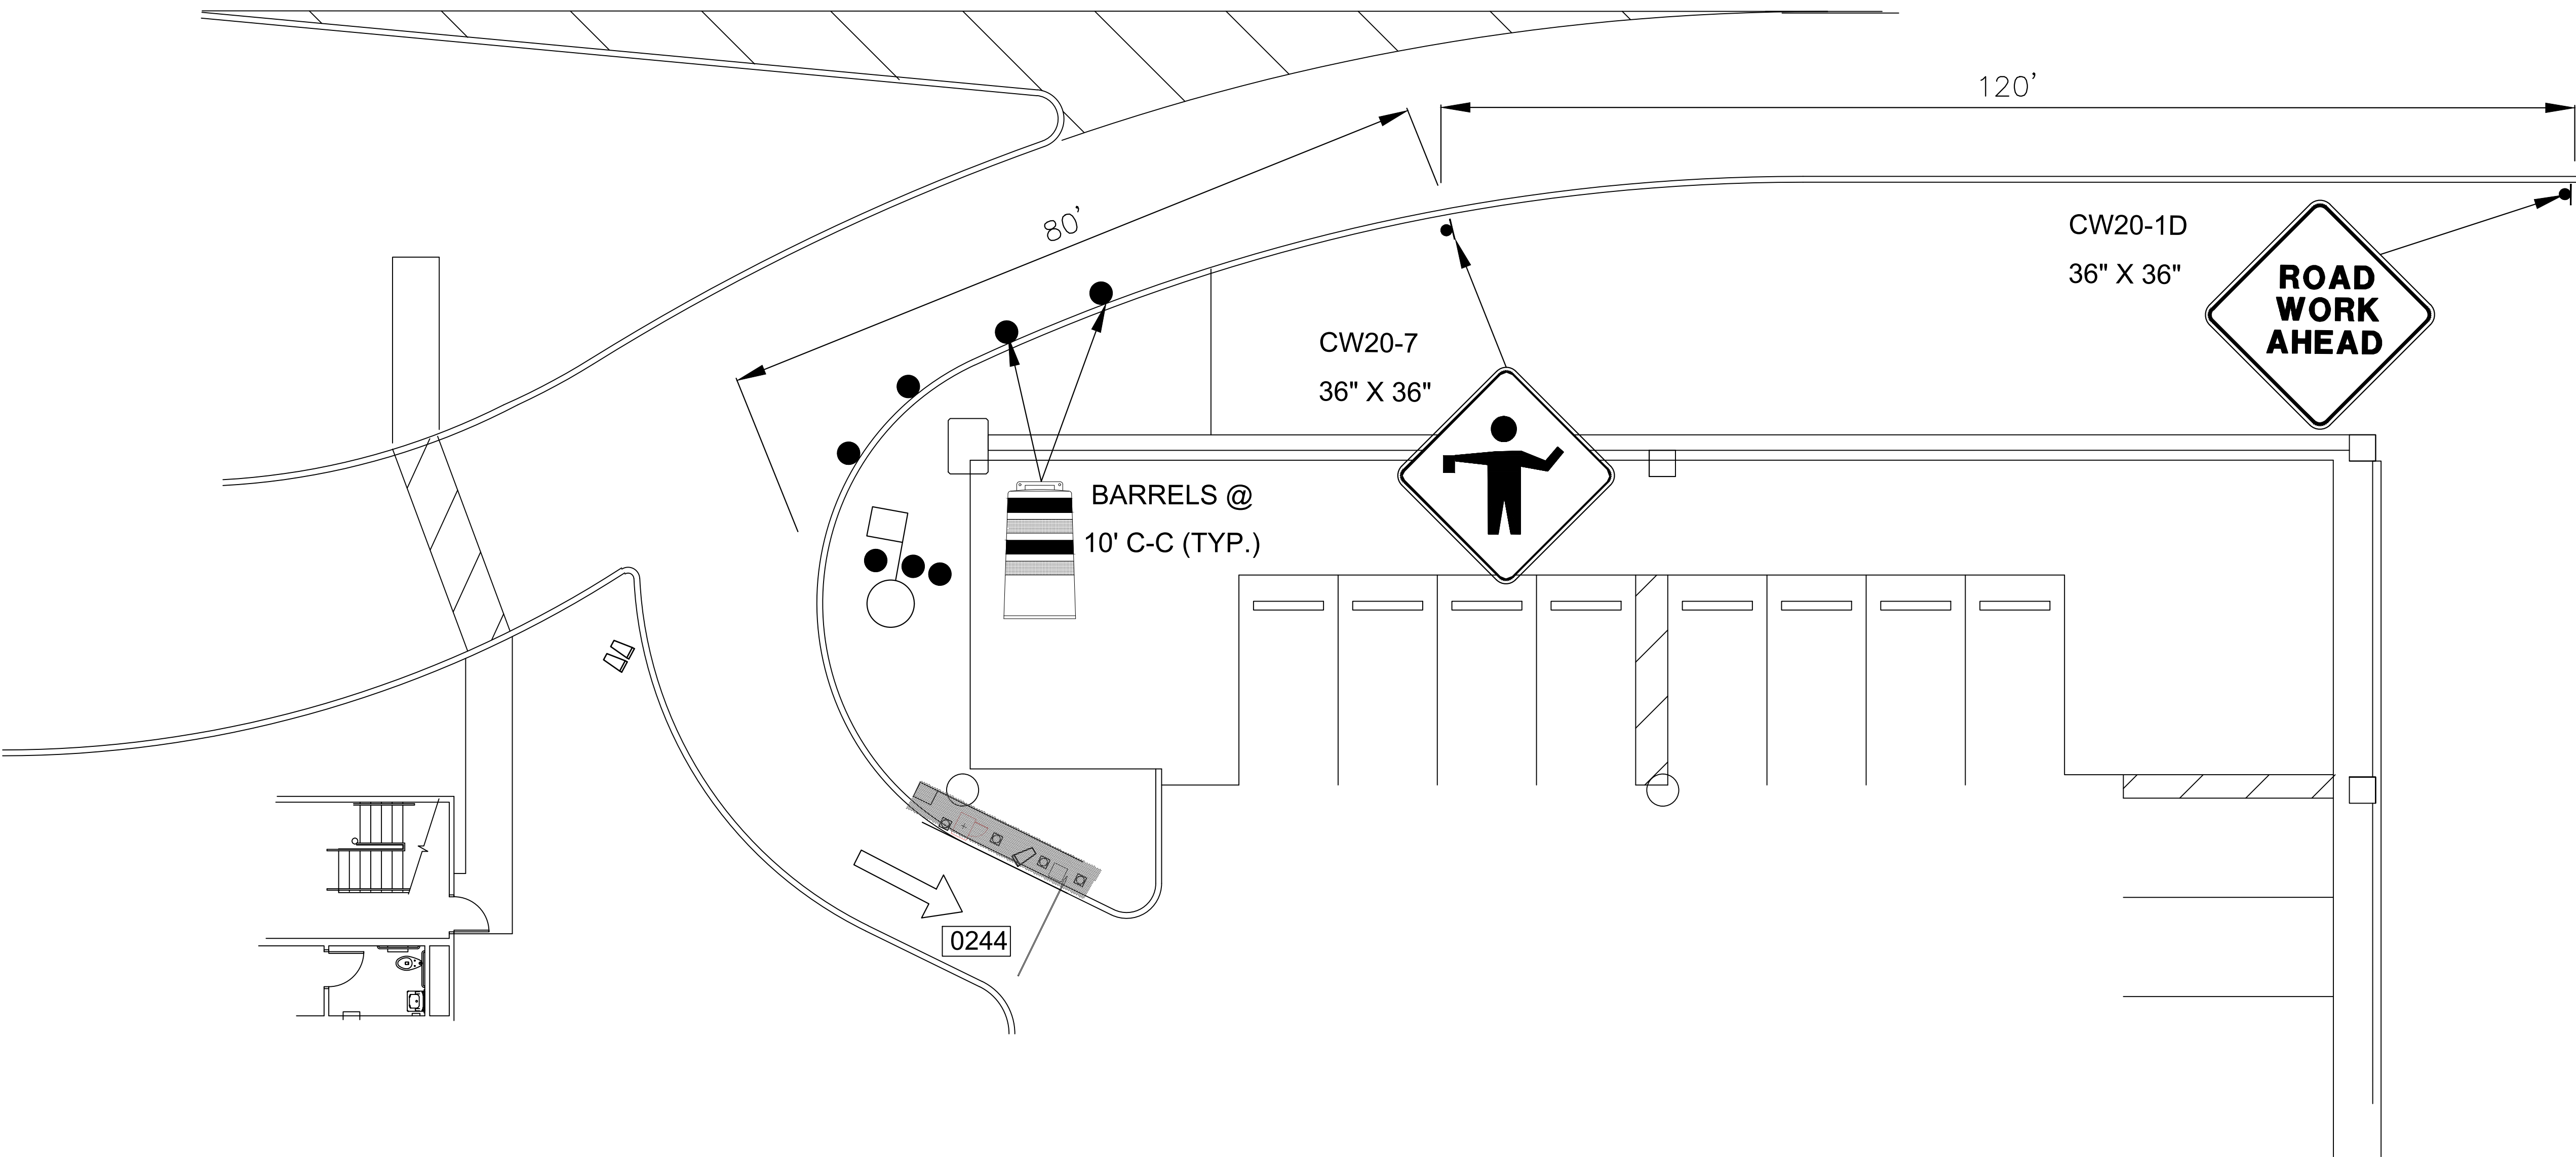 120'
80'
CW20-1D
36" X 36"
ROAD
WORK
AHEAD
CW20-7
36" X 36"
BARRELS @
10' C-C (TYP.)
0244